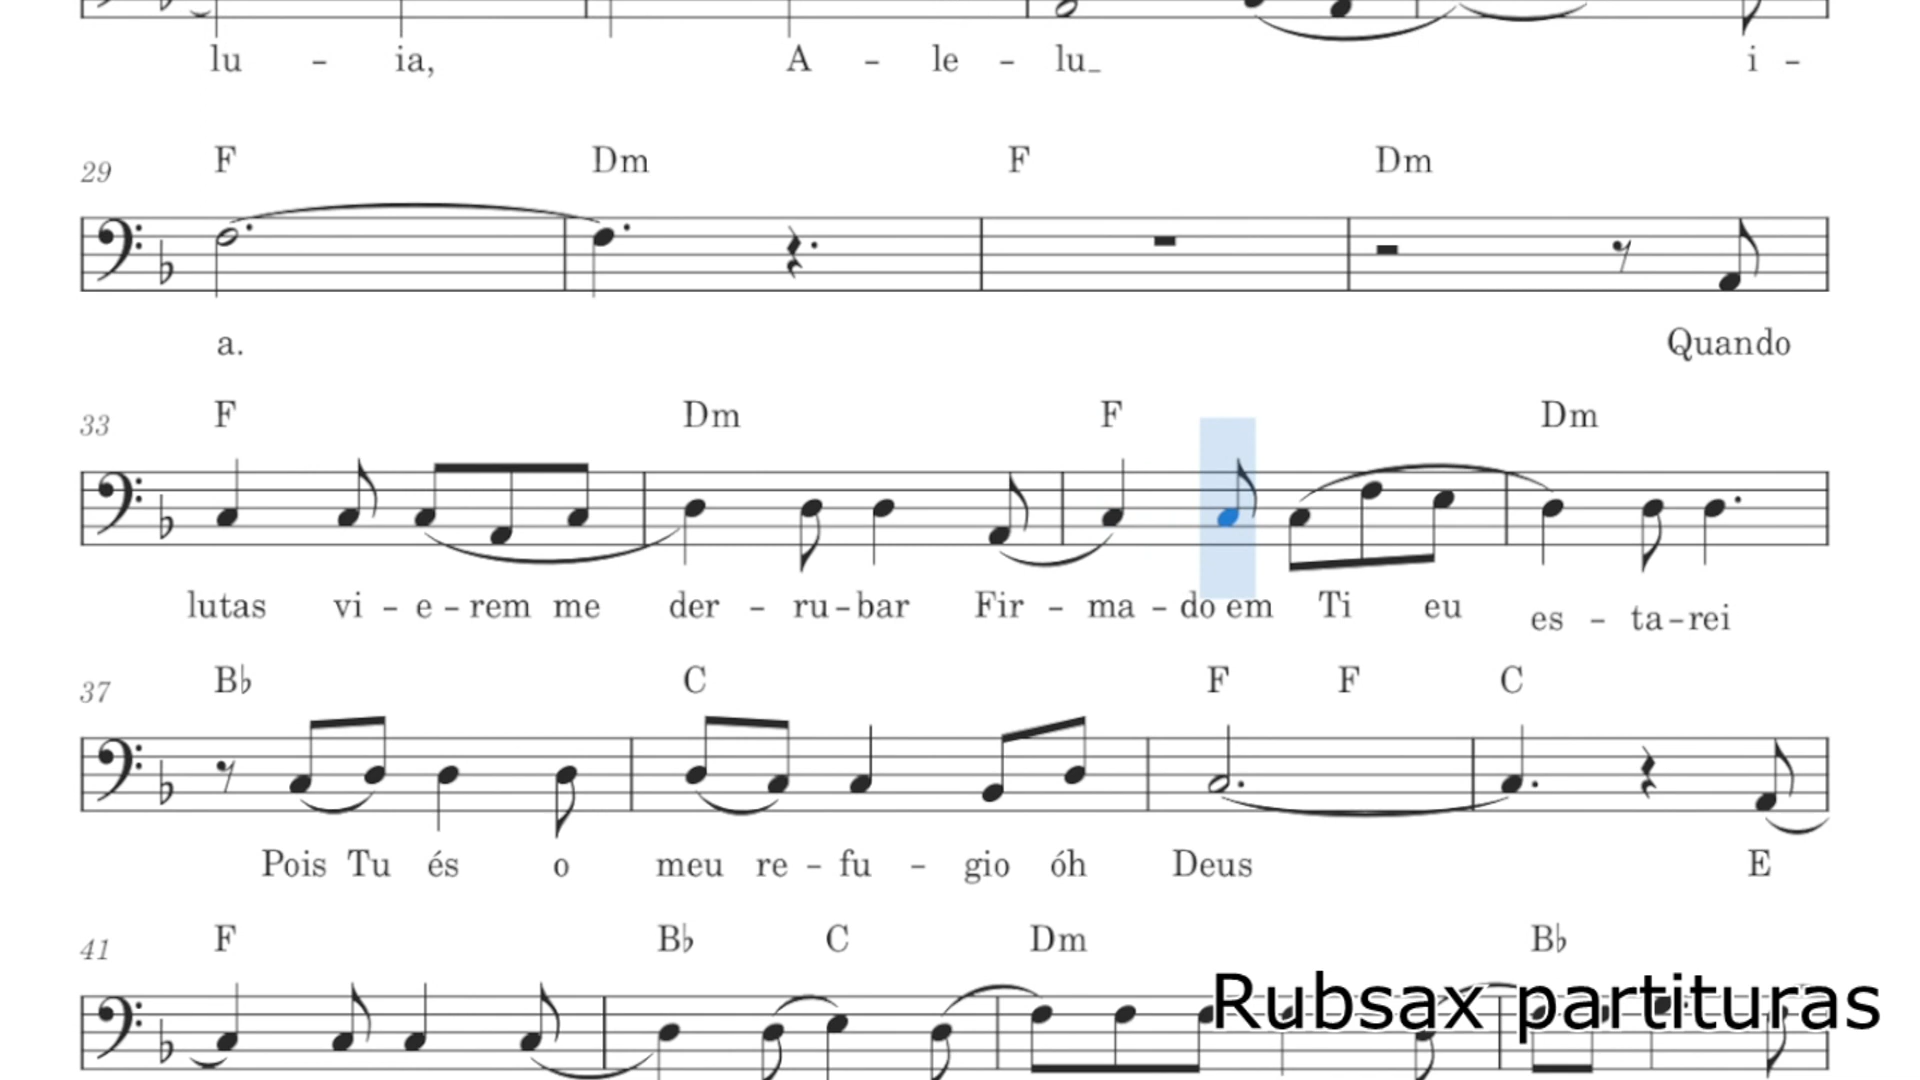 lu - ia, A - le - lu_ i -
29 F Dm F Dm
a. Quando
33 F Dm F Dm
lutas vi - e - rem me der - ru - bar Fir - ma - do em Ti eu es - ta - rei
37 B♭ C F F C
Pois Tu és o meu re - fu - gio óh Deus E
41 F B♭ C Dm B♭
Rubsax partituras